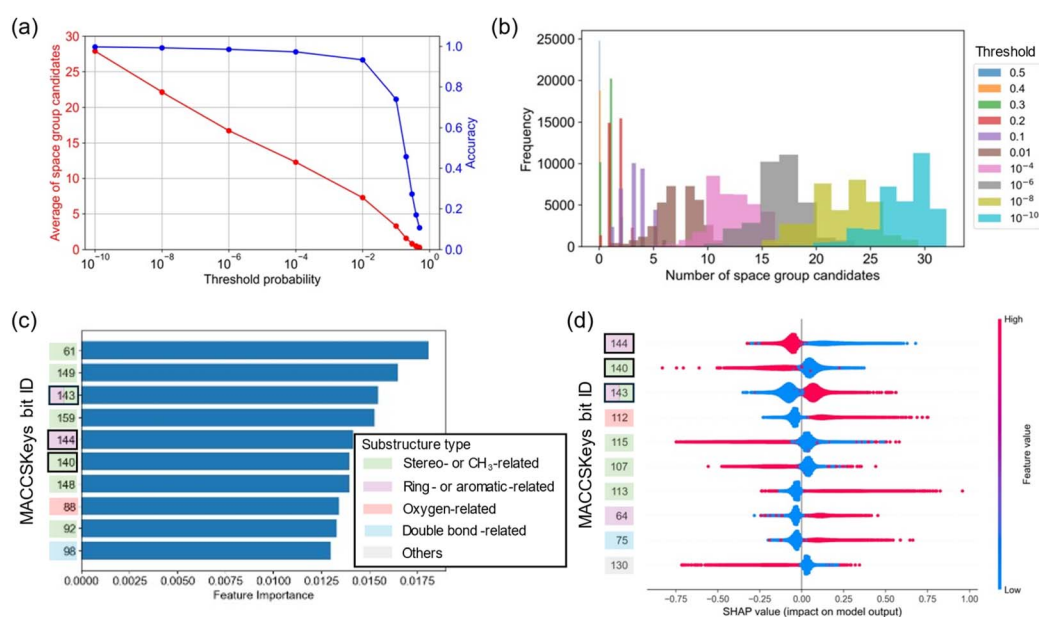 (a)
30
25
20
15
10
5
0
Average of space group candidates
1.0
0.8
0.6
0.4
0.2
0.0
Accuracy
10⁻¹⁰ 10⁻⁸ 10⁻⁶ 10⁻⁴ 10⁻² 10⁰
Threshold probability
(b)
25000
20000
15000
10000
5000
0
Frequency
0 5 10 15 20 25 30
Number of space group candidates
Threshold
0.5
0.4
0.3
0.2
0.1
0.01
10⁻⁴
10⁻⁶
10⁻⁸
10⁻¹⁰
(c)
MACCSKeys bit ID
61
149
143
159
144
140
148
88
92
98
Substructure type
Stereo- or CH₃-related
Ring- or aromatic-related
Oxygen-related
Double bond-related
Others
0.0000 0.0025 0.0050 0.0075 0.0100 0.0125 0.0150 0.0175
Feature Importance
(d)
MACCSKeys bit ID
144
140
143
112
115
107
113
64
75
130
−0.75 −0.50 −0.25 0.00 0.25 0.50 0.75 1.00
SHAP value (impact on model output)
High
Feature value
Low